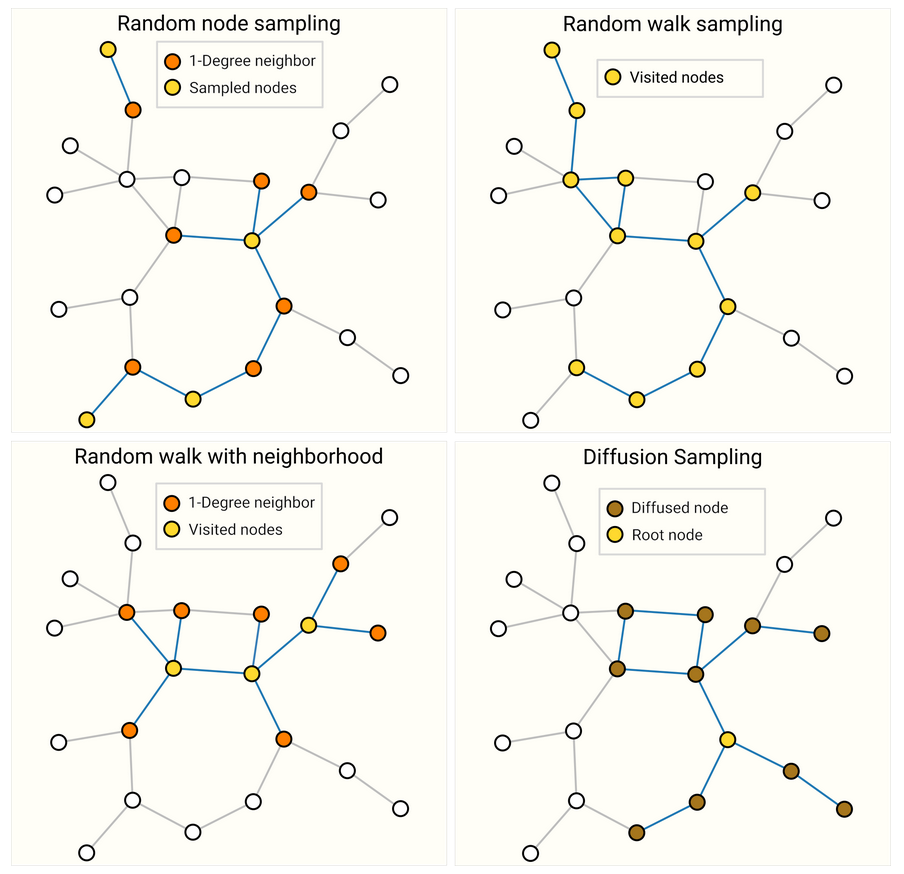 Random node sampling
1-Degree neighbor
Sampled nodes
Random walk sampling
Visited nodes
Random walk with neighborhood
1-Degree neighbor
Visited nodes
Diffusion Sampling
Diffused node
Root node